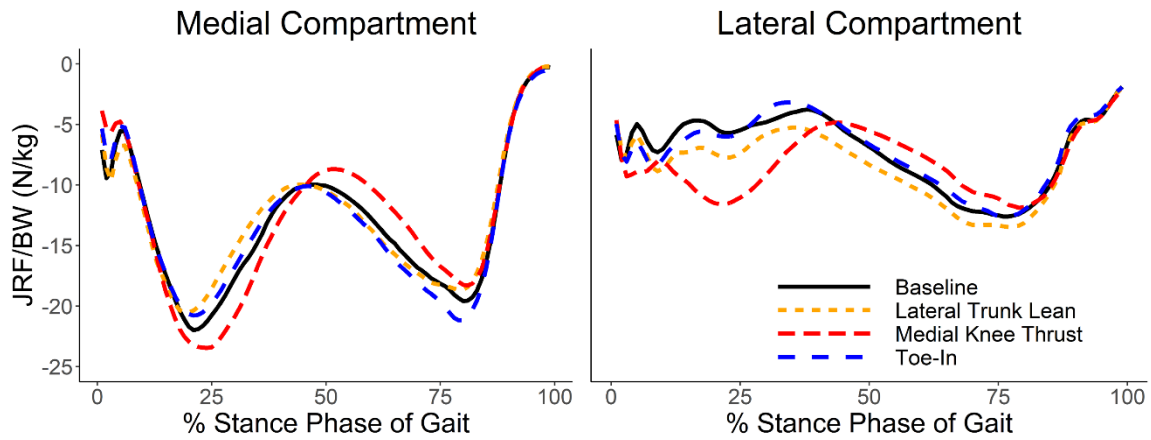 Medial Compartment
Lateral Compartment
JRF/BW (N/kg)
0
-5
-10
-15
-20
-25
0
25
50
75
100
% Stance Phase of Gait
Baseline
Lateral Trunk Lean
Medial Knee Thrust
Toe-In
0
25
50
75
100
% Stance Phase of Gait